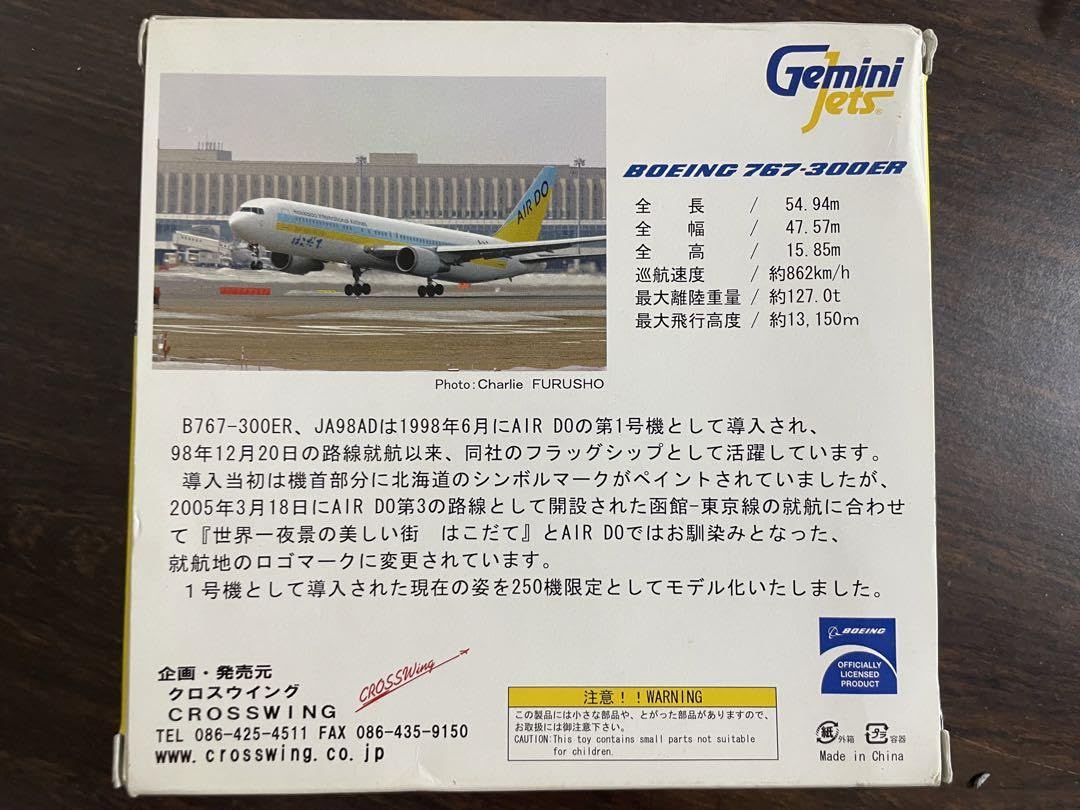 Gemini
Jets®
BOEING 767-300ER
全長 / 54.94m
全幅 / 47.57m
全高 / 15.85m
巡航速度 / 約862km/h
最大離陸重量 / 約127.0t
最大飛行高度 / 約13,150m
Hokkaido International Airlines
AIR DO
はこだて
Photo:Charlie FURUSHO
B767-300ER、JA98ADは1998年6月にAIR DOの第1号機として導入され、
98年12月20日の路線就航以来、同社のフラッグシップとして活躍しています。
導入当初は機首部分に北海道のシンボルマークがペイントされていましたが、
2005年3月18日にAIR DO第3の路線として開設された函館-東京線の就航に合わせ
て『世界一夜景の美しい街 はこだて』とAIR DOではお馴染みとなった、
就航地のロゴマークに変更されています。
１号機として導入された現在の姿を250機限定としてモデル化いたしました。
企画・発売元
クロスウイング
CROSSWING
CROSSWing
TEL 086-425-4511 FAX 086-435-9150
www.crosswing.co.jp
注意！！WARNING
この製品には小さな部品や、とがった部品がありますので、
お取扱には御注意下さい。
CAUTION:This toy contains small parts not suitable
for children.
BOEING
OFFICIALLY
LICENSED
PRODUCT
紙 外箱
プラ 容器
Made in China